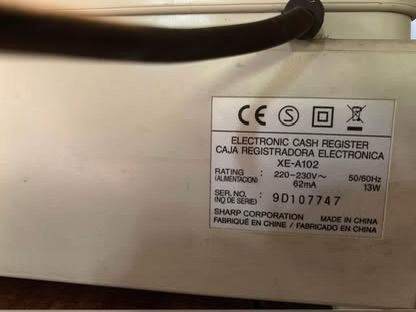 CE S
ELECTRONIC CASH REGISTER
CAJA REGISTRADORA ELECTRONICA
XE-A102
RATING : 220-230V~ 50/60Hz
(ALIMENTACION) 62mA 13W
SER. NO. : 9D107747
(NO DE SERIE)
SHARP CORPORATION MADE IN CHINA
FABRIQUÉ EN CHINE / FABRICADO EN CHINA